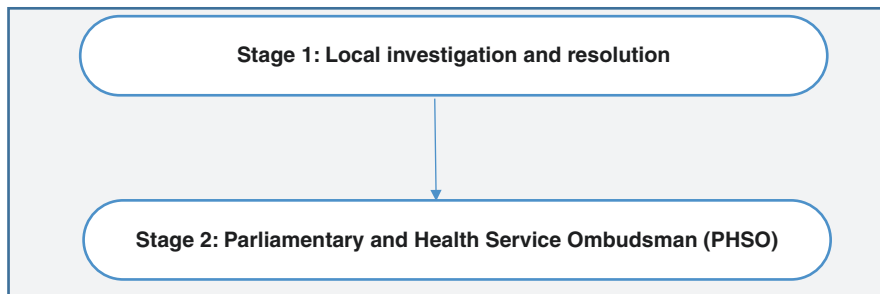 Stage 1: Local investigation and resolution
Stage 2: Parliamentary and Health Service Ombudsman (PHSO)